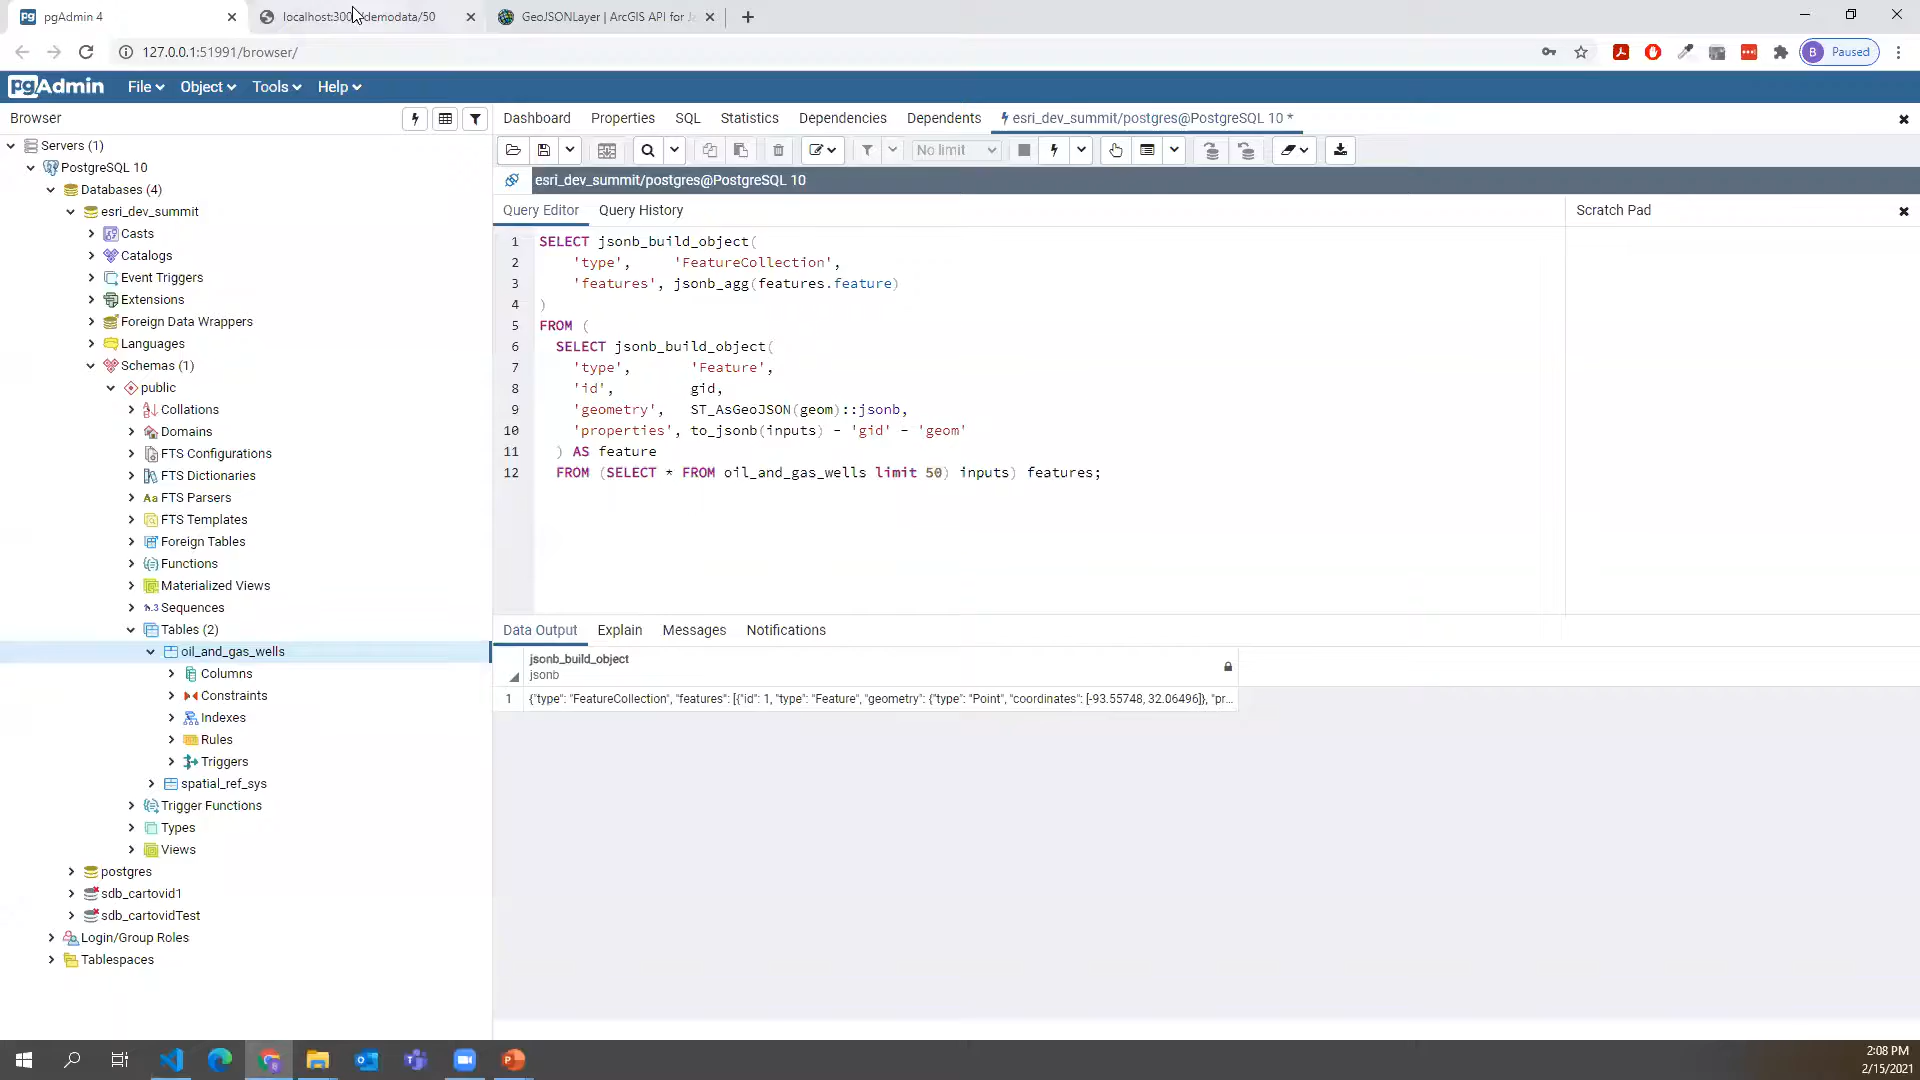 pgAdmin 4
localhost:300 demodata/50
GeoJSONLayer | ArcGIS API for Ja
127.0.0.1:51991/browser/
B Paused
pgAdmin
File
Object
Tools
Help
Browser
Dashboard
Properties
SQL
Statistics
Dependencies
Dependents
esri_dev_summit/postgres@PostgreSQL 10 *
No limit
esri_dev_summit/postgres@PostgreSQL 10
Query Editor
Query History
Scratch Pad
Servers (1)
PostgreSQL 10
Databases (4)
esri_dev_summit
Casts
Catalogs
Event Triggers
Extensions
Foreign Data Wrappers
Languages
Schemas (1)
public
Collations
Domains
FTS Configurations
FTS Dictionaries
Aa FTS Parsers
FTS Templates
Foreign Tables
Functions
Materialized Views
1..3 Sequences
Tables (2)
oil_and_gas_wells
Columns
Constraints
Indexes
Rules
Triggers
spatial_ref_sys
Trigger Functions
Types
Views
postgres
sdb_cartovid1
sdb_cartovidTest
Login/Group Roles
Tablespaces
1 SELECT jsonb_build_object(
2 'type', 'FeatureCollection',
3 'features', jsonb_agg(features.feature)
4 )
5 FROM (
6 SELECT jsonb_build_object(
7 'type', 'Feature',
8 'id', gid,
9 'geometry', ST_AsGeoJSON(geom)::jsonb,
10 'properties', to_jsonb(inputs) - 'gid' - 'geom'
11 ) AS feature
12 FROM (SELECT * FROM oil_and_gas_wells limit 50) inputs) features;
Data Output
Explain
Messages
Notifications
jsonb_build_object
jsonb
1 {"type": "FeatureCollection", "features": [{"id": 1, "type": "Feature", "geometry": {"type": "Point", "coordinates": [-93.55748, 32.06496]}, "pr...
2:08 PM
2/15/2021